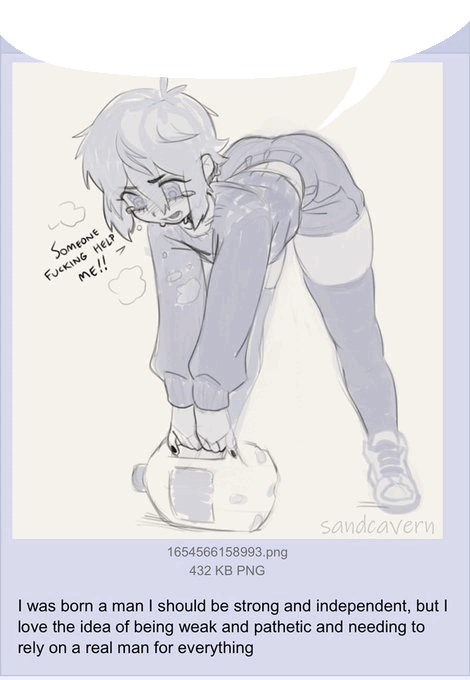 SOMEONE
FUCKING HELP
ME!!
sandcavern
1654566158993.png
432 KB PNG
I was born a man I should be strong and independent, but I
love the idea of being weak and pathetic and needing to
rely on a real man for everything